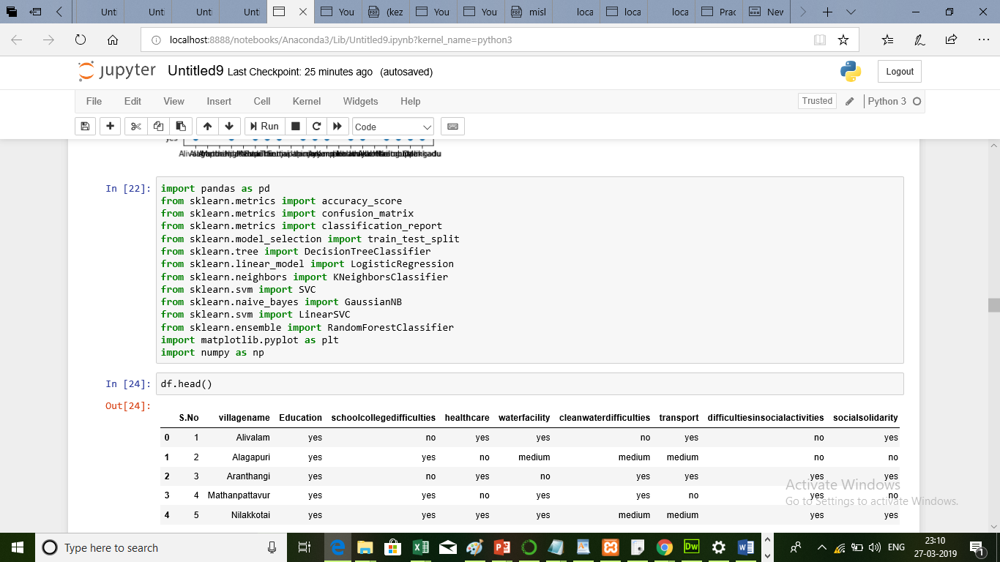 Unti Unti Unti Unti You (kez You You misl loca loca loca Prac Nev
localhost:8888/notebooks/Anaconda3/Lib/Untitled9.ipynb?kernel_name=python3
jupyter Untitled9 Last Checkpoint: 25 minutes ago (autosaved) Logout
File Edit View Insert Cell Kernel Widgets Help Trusted Python 3
Run Code
yes
In [22]: import pandas as pd
from sklearn.metrics import accuracy_score
from sklearn.metrics import confusion_matrix
from sklearn.metrics import classification_report
from sklearn.model_selection import train_test_split
from sklearn.tree import DecisionTreeClassifier
from sklearn.linear_model import LogisticRegression
from sklearn.neighbors import KNeighborsClassifier
from sklearn.svm import SVC
from sklearn.naive_bayes import GaussianNB
from sklearn.svm import LinearSVC
from sklearn.ensemble import RandomForestClassifier
import matplotlib.pyplot as plt
import numpy as np
In [24]: df.head()
Out[24]:
S.No villagename Education schoolcollegedifficulties healthcare waterfacility cleanwaterdifficulties transport difficultiesinsocialactivities socialsolidarity
0 1 Alivalam yes no yes yes no yes no yes
1 2 Alagapuri yes yes no medium medium medium no no
2 3 Aranthangi yes no yes no yes yes yes yes
3 4 Mathanpattavur yes yes no yes yes no yes no
4 5 Nilakkotai yes yes yes yes medium medium yes yes
Activate Windows
Go to Settings to activate Windows.
Type here to search ENG 23:10
27-03-2019
1